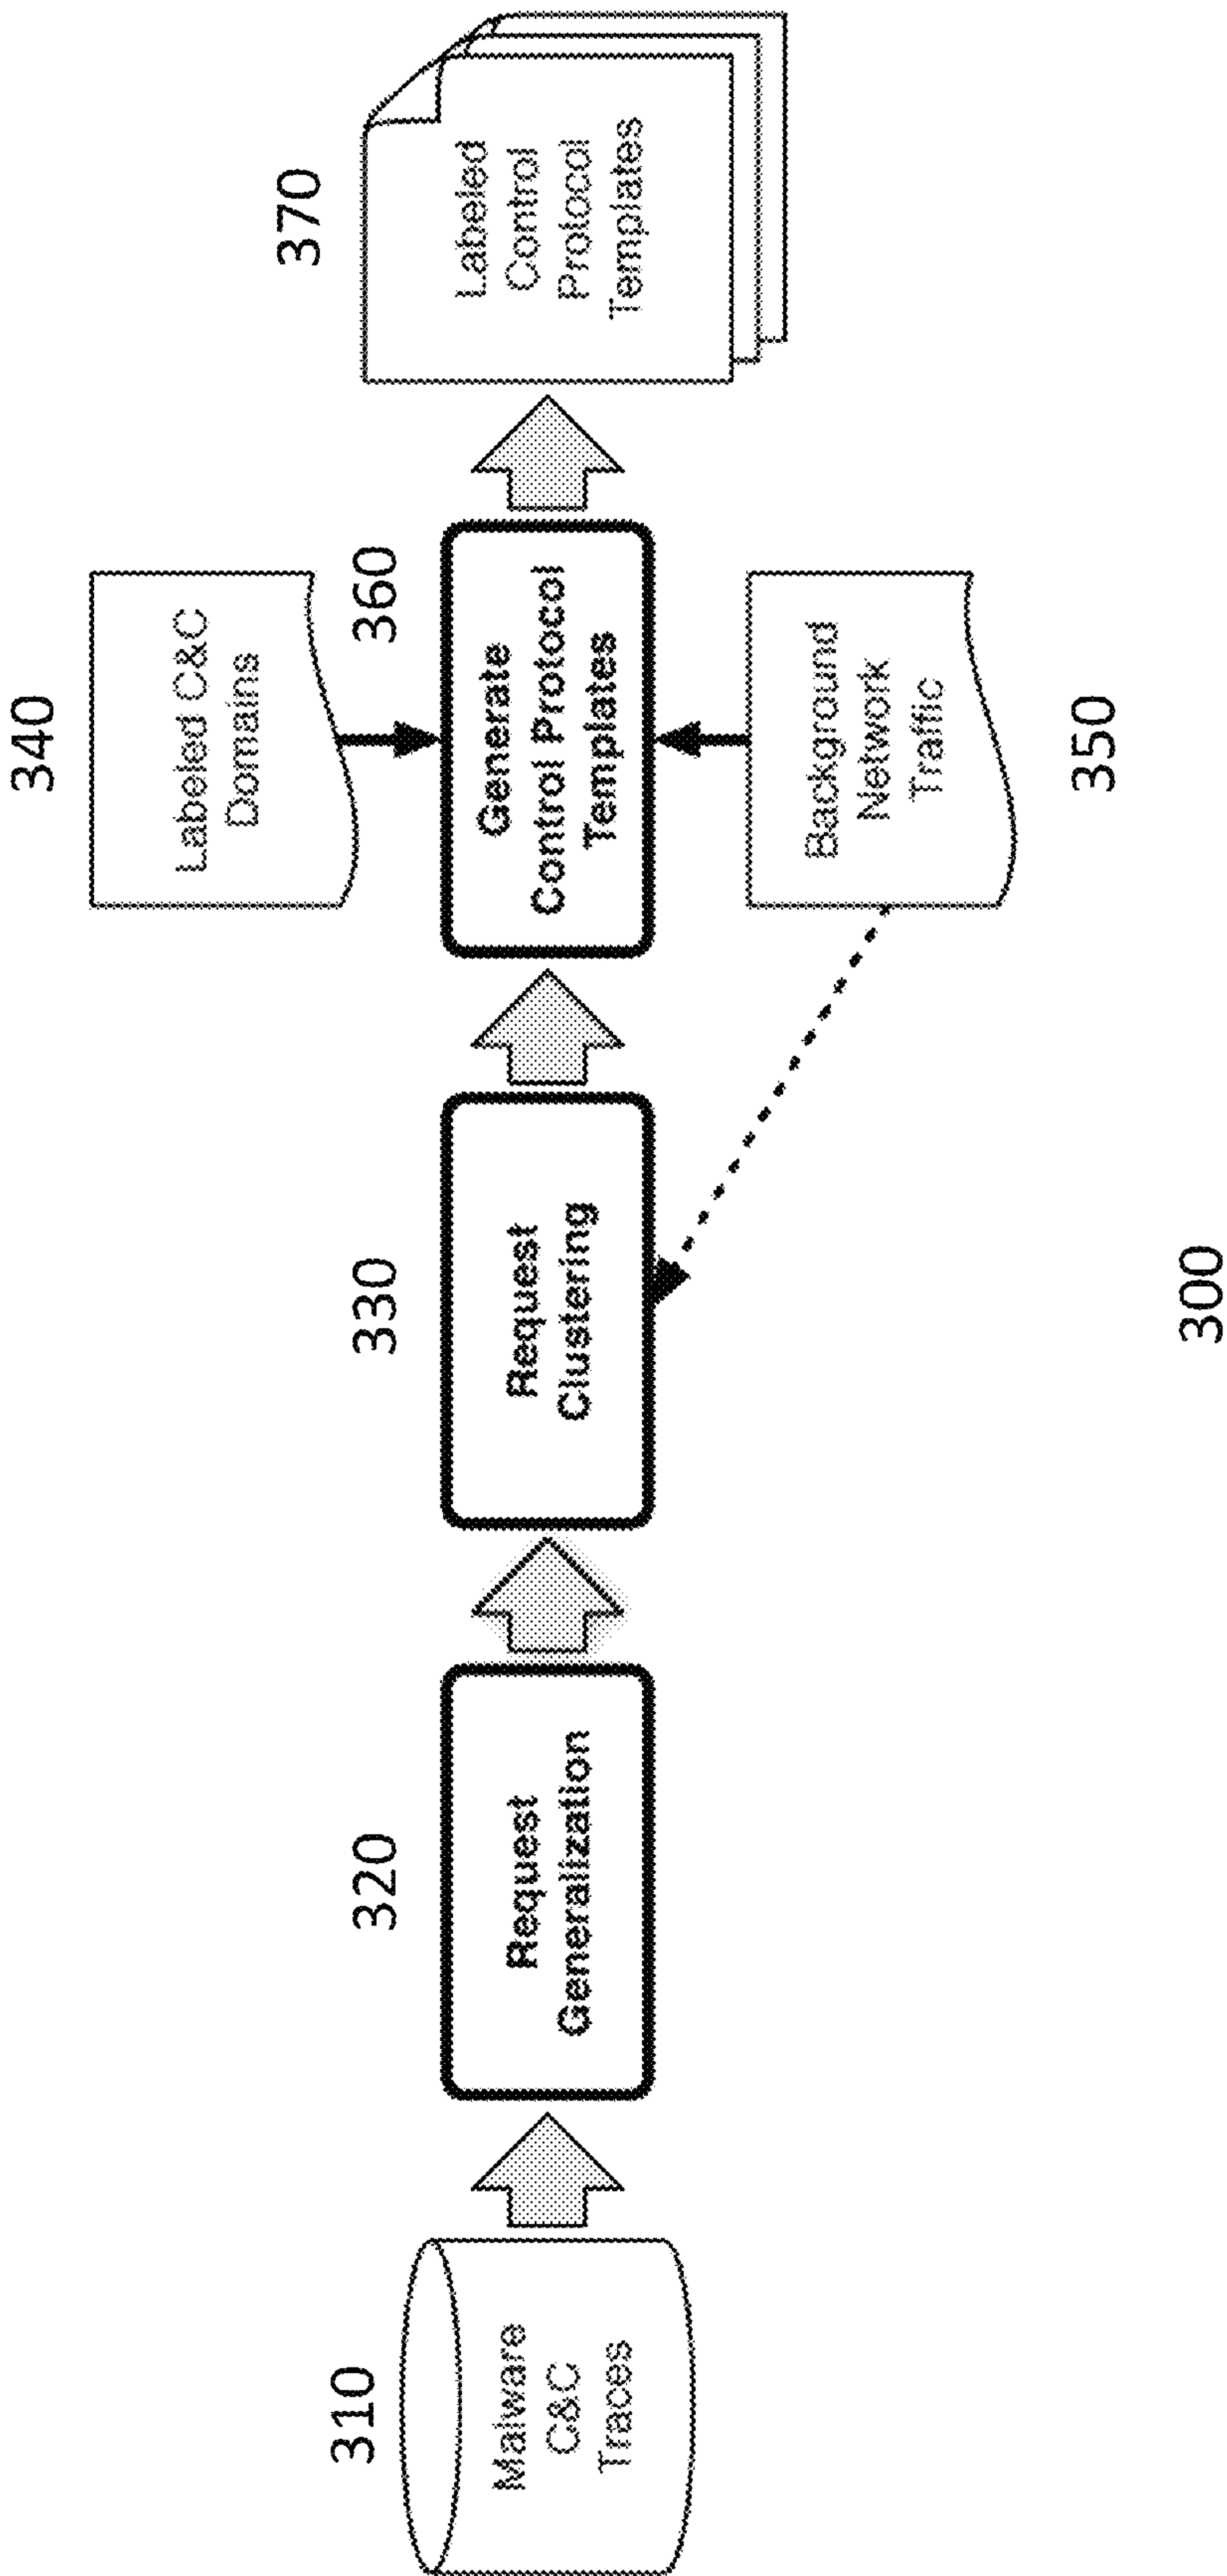 340
Labeled C&C
Domains
310
320
330
360
370
Malware
C&C
Traces
Request
Generalization
Request
Clustering
Generate
Control Protocol
Templates
Labeled
Control
Protocol
Templates
Background
Network
Traffic
350
300